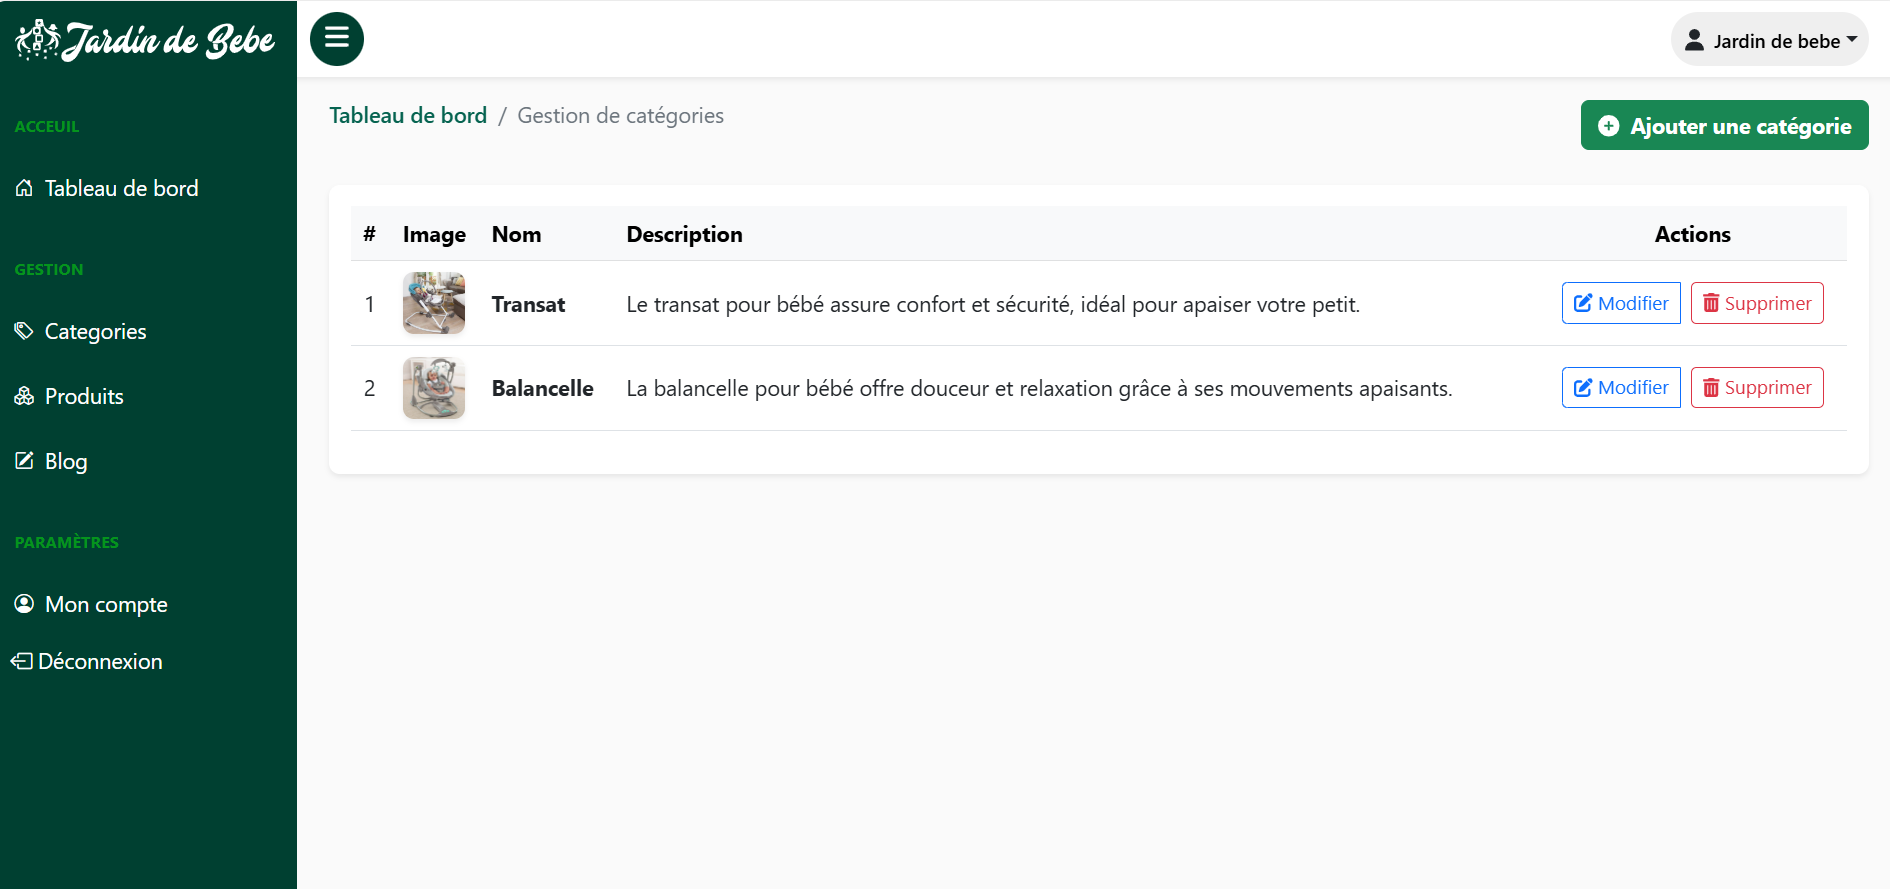 Jardin de Bebe
Jardin de bebe
ACCEUIL
Tableau de bord
GESTION
Categories
Produits
Blog
PARAMÈTRES
Mon compte
Déconnexion
Tableau de bord / Gestion de catégories
Ajouter une catégorie
# Image Nom Description Actions
1 Transat Le transat pour bébé assure confort et sécurité, idéal pour apaiser votre petit. Modifier Supprimer
2 Balancelle La balancelle pour bébé offre douceur et relaxation grâce à ses mouvements apaisants. Modifier Supprimer